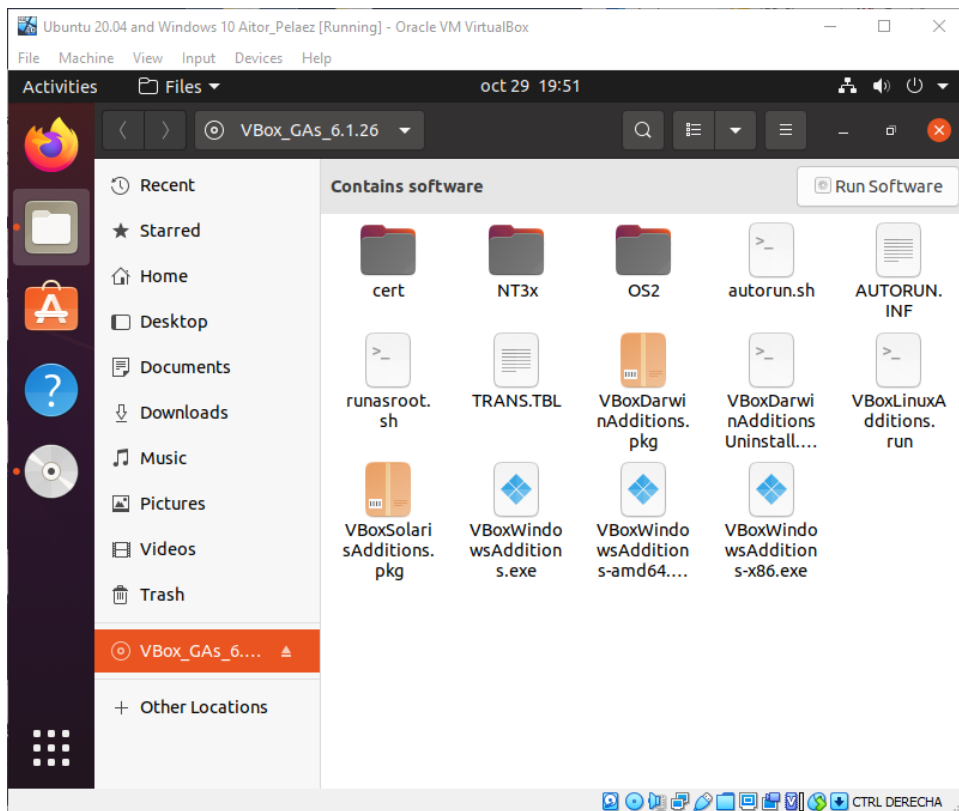 Ubuntu 20.04 and Windows 10 Aitor_Pelaez [Running] - Oracle VM VirtualBox
File Machine View Input Devices Help
Activities Files oct 29 19:51
VBox_GAs_6.1.26
Recent
Starred
Home
Desktop
Documents
Downloads
Music
Pictures
Videos
Trash
VBox_GAs_6....
Other Locations
Contains software Run Software
cert NT3x OS2 autorun.sh AUTORUN.
INF
runasroot. TRANS.TBL VBoxDarwi VBoxDarwi VBoxLinuxA
sh nAdditions. nAdditions dditions.
pkg Uninstall.... run
VBoxSolari VBoxWindo VBoxWindo VBoxWindo
sAdditions. wsAddition wsAddition wsAddition
pkg s.exe s-amd64.... s-x86.exe
CTRL DERECHA